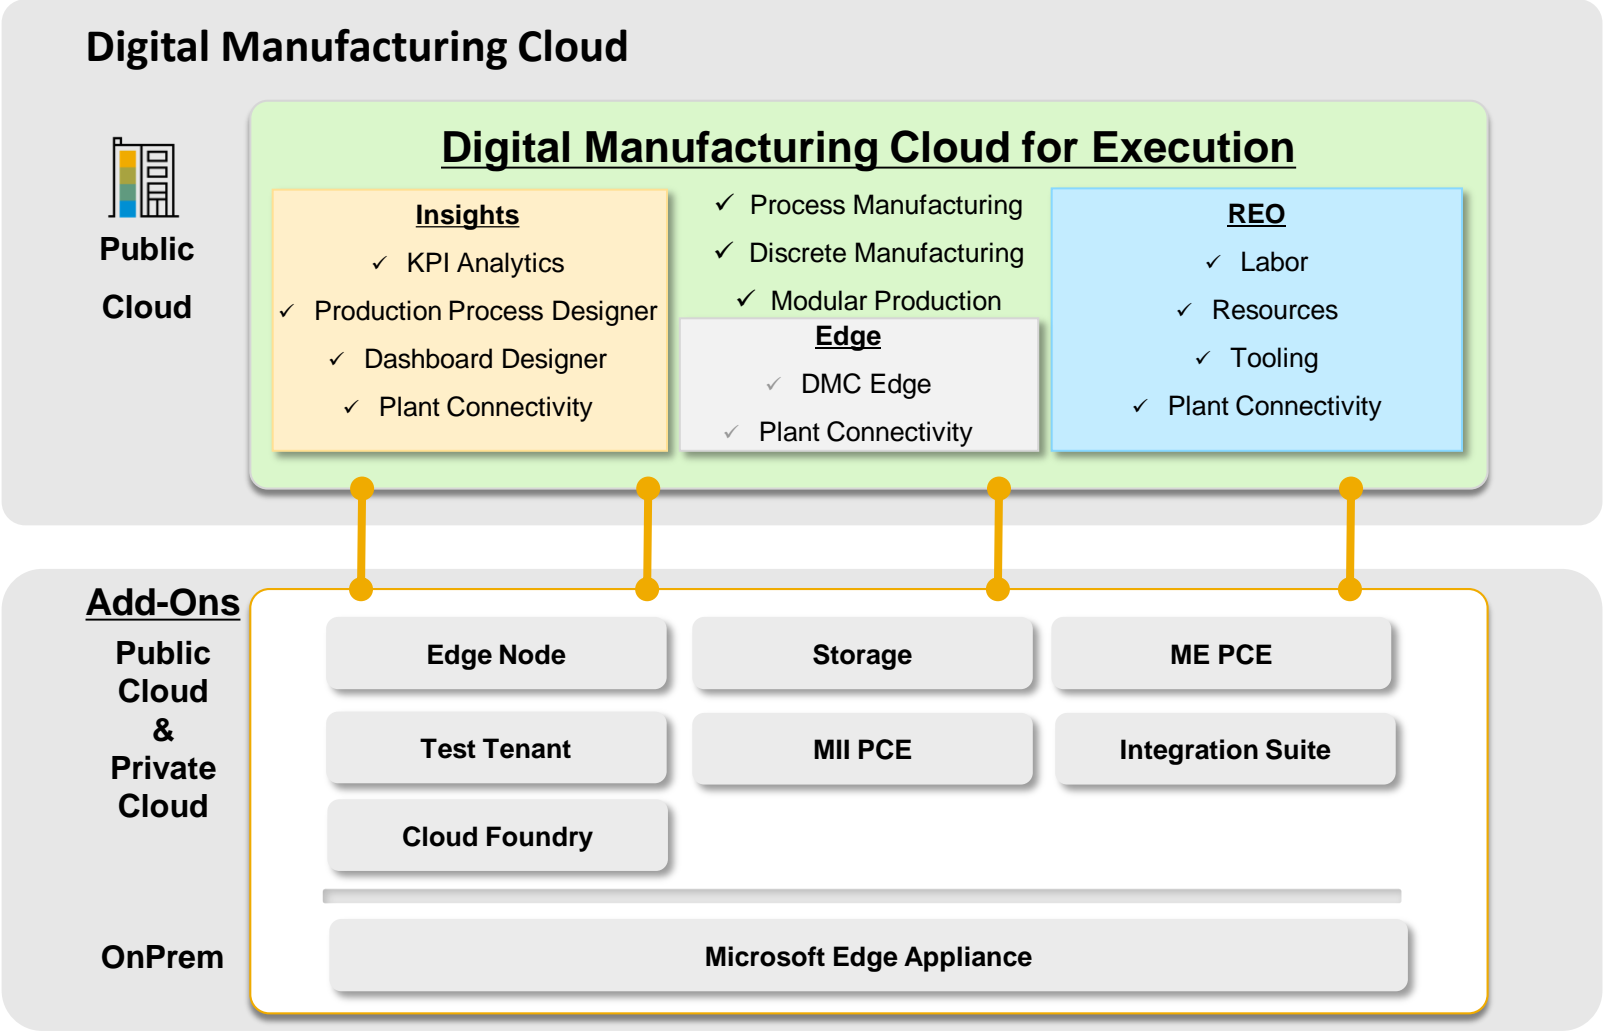 Digital Manufacturing Cloud
Public
Cloud
Digital Manufacturing Cloud for Execution
Insights
KPI Analytics
Production Process Designer
Dashboard Designer
Plant Connectivity
Process Manufacturing
Discrete Manufacturing
Modular Production
Edge
DMC Edge
Plant Connectivity
REO
Labor
Resources
Tooling
Plant Connectivity
Add-Ons
Public
Cloud
&
Private
Cloud
Edge Node
Storage
ME PCE
Test Tenant
MII PCE
Integration Suite
Cloud Foundry
OnPrem
Microsoft Edge Appliance